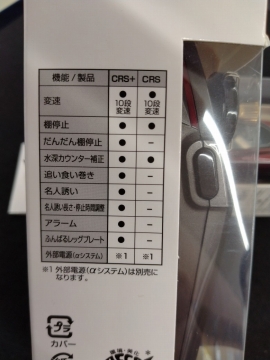 機能／製品 CRS+ CRS
変速 ● 10段変速 ● 10段変速
棚停止 ● ●
だんだん棚停止 ● －
水深カウンター補正 ● ●
追い食い巻き ● －
名人誘い ● －
名人誘い長さ・停止時間調整 ● －
アラーム ● －
ふんばるレッグプレート ● －
外部電源(αシステム) ※1 ※1
※1 外部電源(αシステム)は別売に
なります。
プラ
カバー